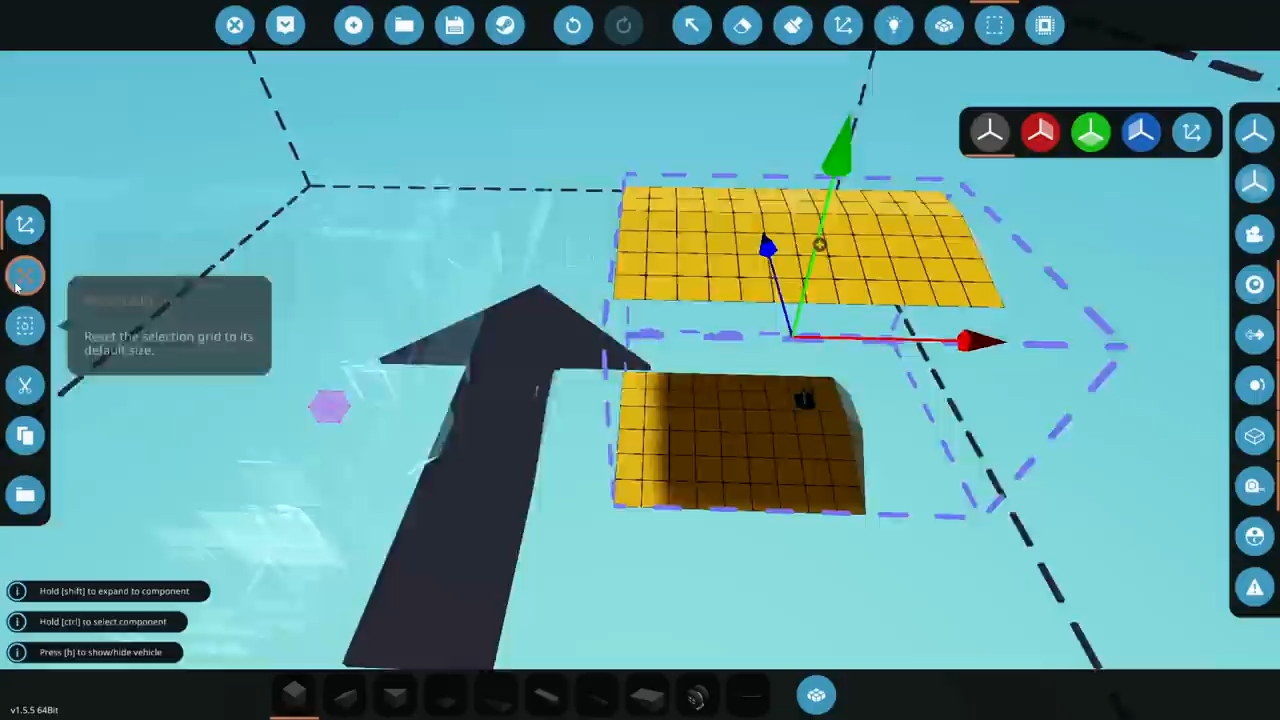 Reset the selection grid to its
default size.
Hold [shift] to expand to component
Hold [ctrl] to select component
Press [h] to show/hide vehicle
v1.5.5 64Bit